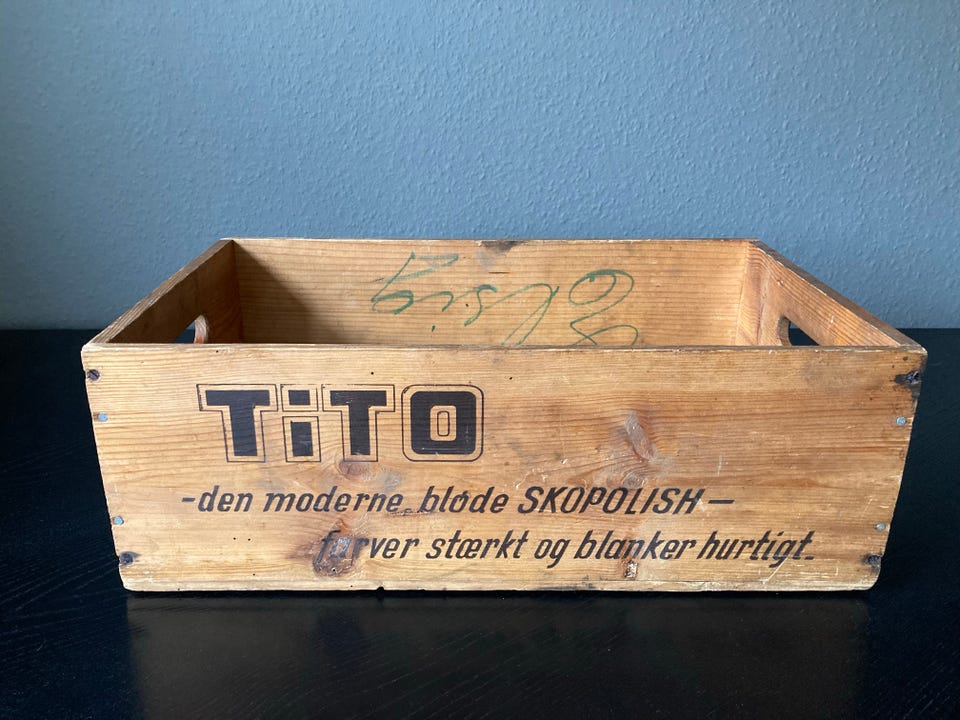 TiTO
-den moderne, bløde SKOPOLISH-
farver stærkt og blanker hurtigt.